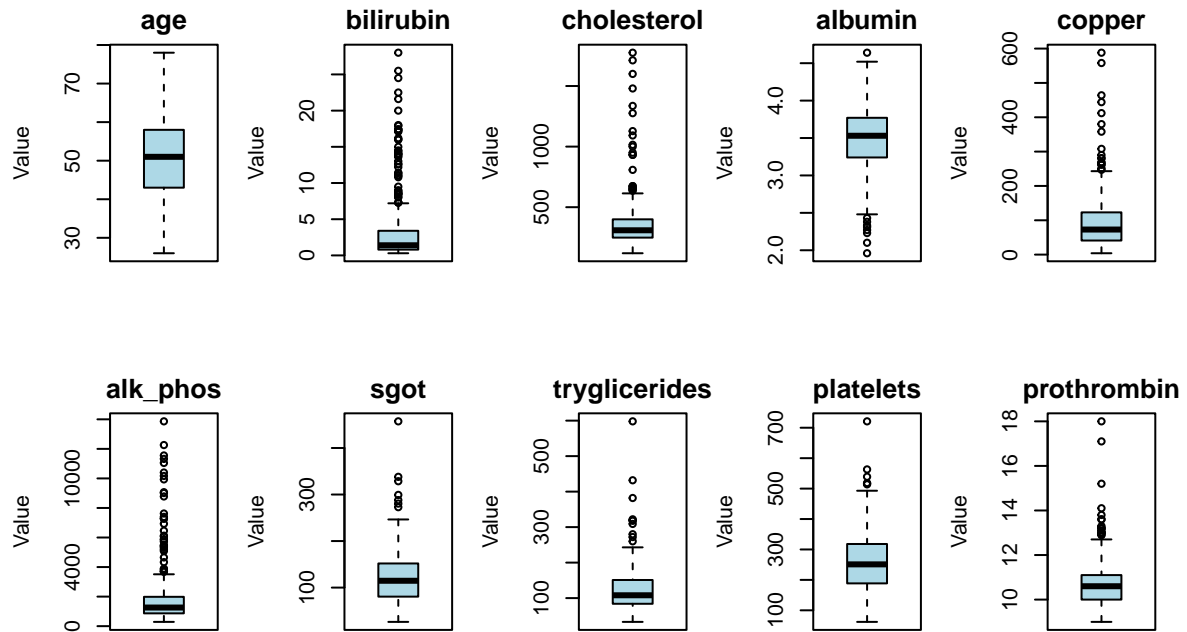 age bilirubin cholesterol albumin copper
Value
30 50 70
Value
0 5 10 20
Value
500 1000
Value
2.0 3.0 4.0
Value
0 200 400 600
alk_phos sgot tryglicerides platelets prothrombin
Value
0 4000 10000
Value
100 300
Value
100 300 500
Value
100 300 500 700
Value
10 12 14 16 18